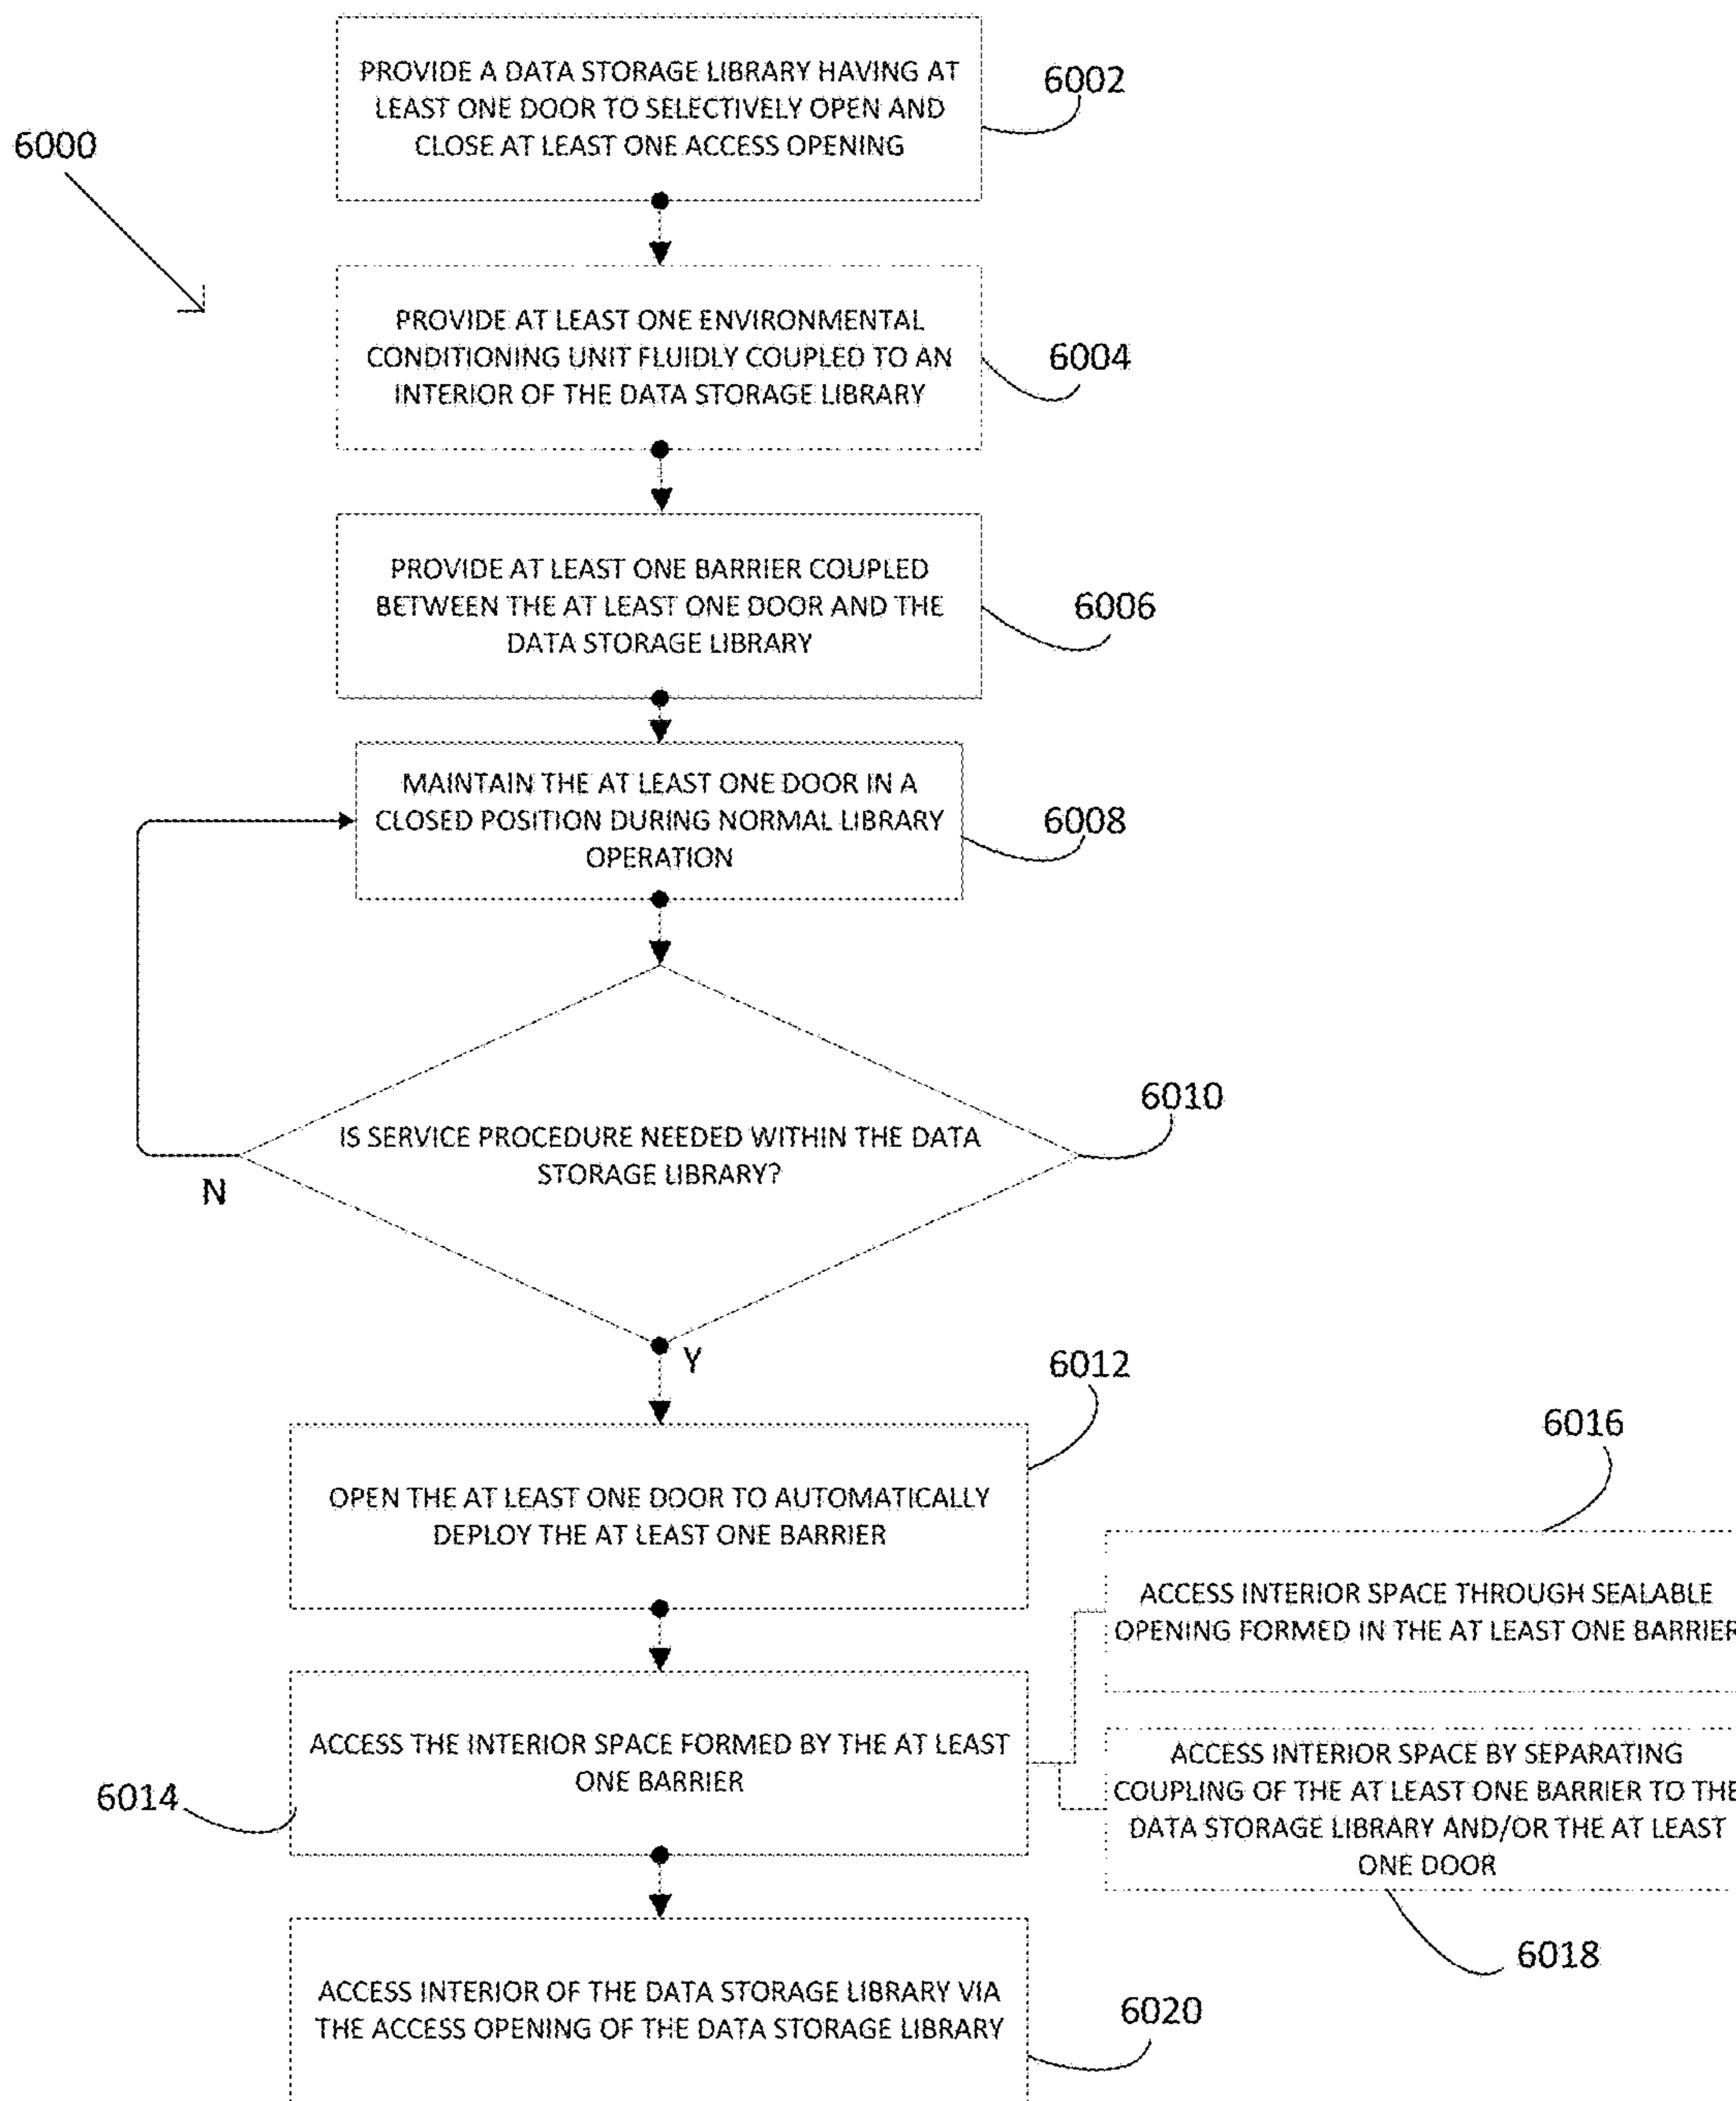 PROVIDE A DATA STORAGE LIBRARY HAVING AT
LEAST ONE DOOR TO SELECTIVELY OPEN AND
CLOSE AT LEAST ONE ACCESS OPENING
6002
6000
PROVIDE AT LEAST ONE ENVIRONMENTAL
CONDITIONING UNIT FLUIDLY COUPLED TO AN
INTERIOR OF THE DATA STORAGE LIBRARY
6004
PROVIDE AT LEAST ONE BARRIER COUPLED
BETWEEN THE AT LEAST ONE DOOR AND THE
DATA STORAGE LIBRARY
6006
MAINTAIN THE AT LEAST ONE DOOR IN A
CLOSED POSITION DURING NORMAL LIBRARY
OPERATION
6008
IS SERVICE PROCEDURE NEEDED WITHIN THE DATA
STORAGE LIBRARY?
6010
N
Y
OPEN THE AT LEAST ONE DOOR TO AUTOMATICALLY
DEPLOY THE AT LEAST ONE BARRIER
6012
ACCESS THE INTERIOR SPACE FORMED BY THE AT LEAST
ONE BARRIER
6014
6016
ACCESS INTERIOR SPACE THROUGH SEALABLE
OPENING FORMED IN THE AT LEAST ONE BARRIER
ACCESS INTERIOR SPACE BY SEPARATING
COUPLING OF THE AT LEAST ONE BARRIER TO THE
DATA STORAGE LIBRARY AND/OR THE AT LEAST
ONE DOOR
6018
ACCESS INTERIOR OF THE DATA STORAGE LIBRARY VIA
THE ACCESS OPENING OF THE DATA STORAGE LIBRARY
6020